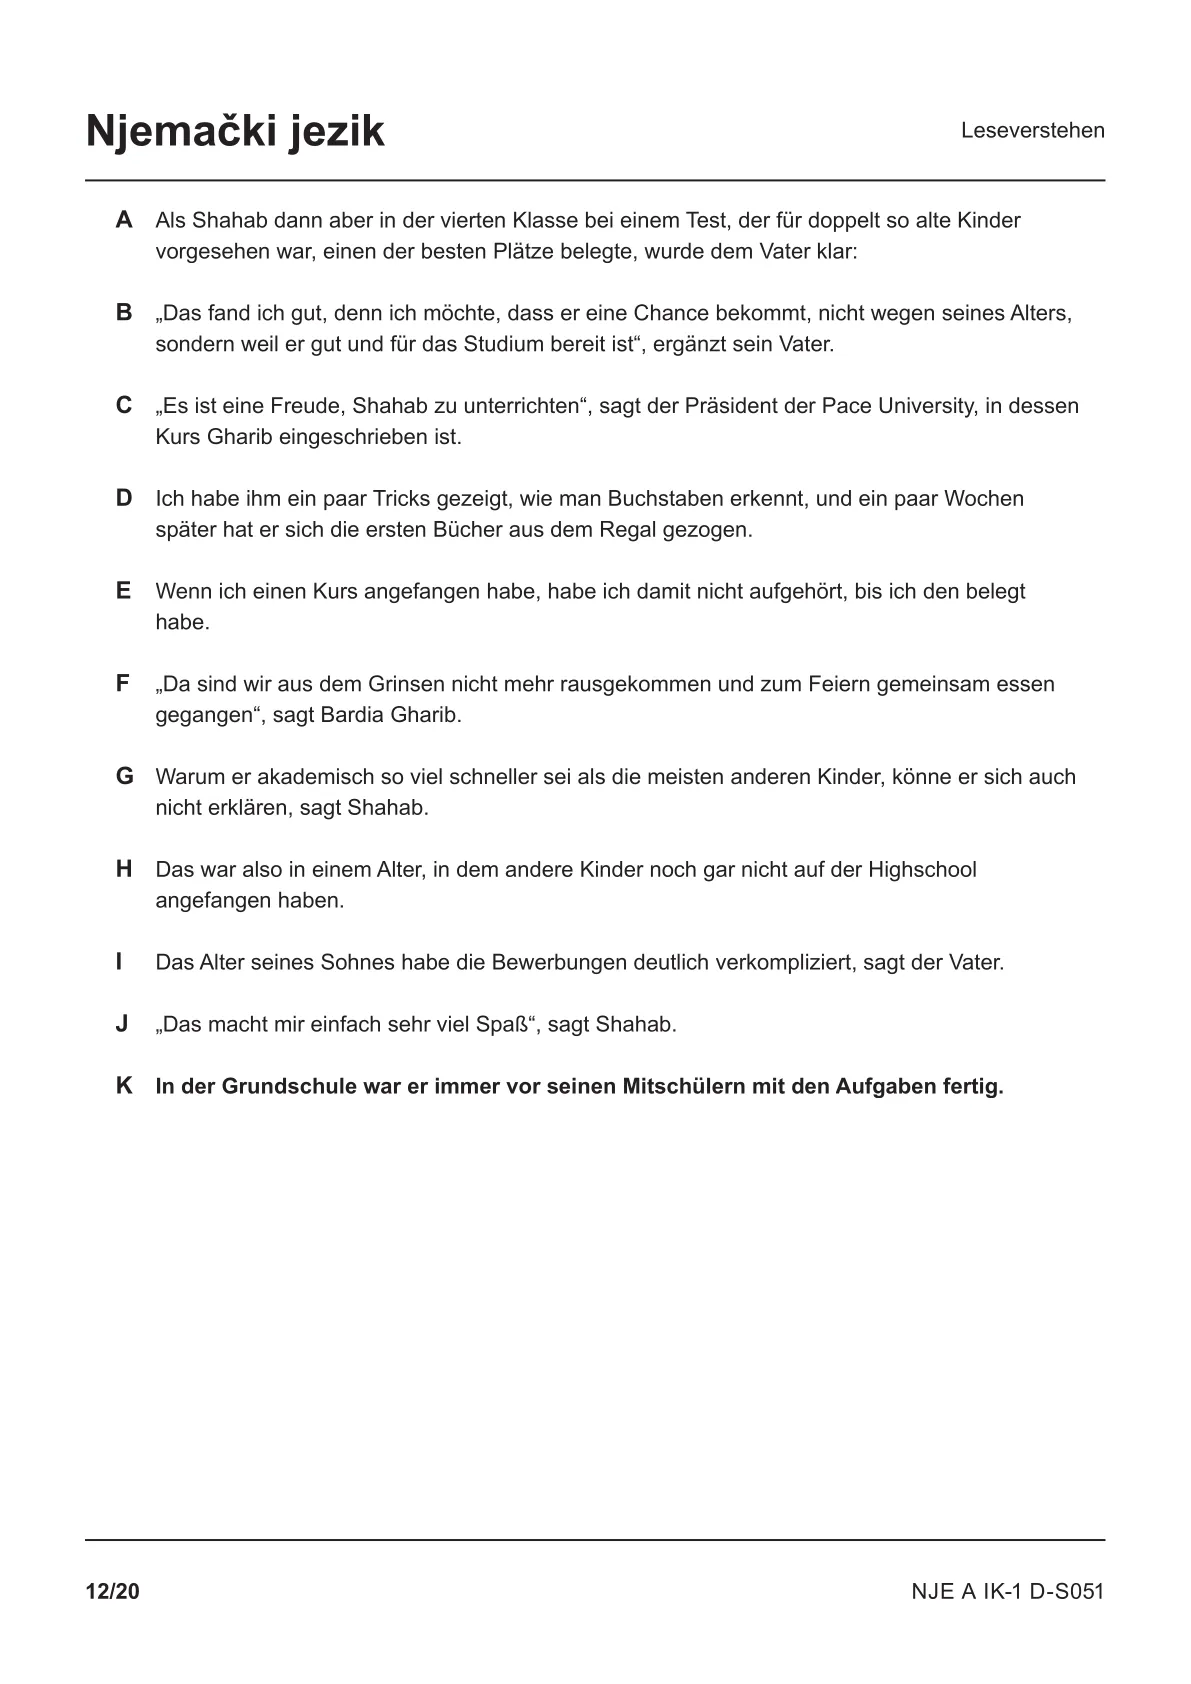 Njemački jezik
Leseverstehen
A Als Shahab dann aber in der vierten Klasse bei einem Test, der für doppelt so alte Kinder
vorgesehen war, einen der besten Plätze belegte, wurde dem Vater klar:
B „Das fand ich gut, denn ich möchte, dass er eine Chance bekommt, nicht wegen seines Alters,
sondern weil er gut und für das Studium bereit ist“, ergänzt sein Vater.
C „Es ist eine Freude, Shahab zu unterrichten“, sagt der Präsident der Pace University, in dessen
Kurs Gharib eingeschrieben ist.
D Ich habe ihm ein paar Tricks gezeigt, wie man Buchstaben erkennt, und ein paar Wochen
später hat er sich die ersten Bücher aus dem Regal gezogen.
E Wenn ich einen Kurs angefangen habe, habe ich damit nicht aufgehört, bis ich den belegt
habe.
F „Da sind wir aus dem Grinsen nicht mehr rausgekommen und zum Feiern gemeinsam essen
gegangen“, sagt Bardia Gharib.
G Warum er akademisch so viel schneller sei als die meisten anderen Kinder, könne er sich auch
nicht erklären, sagt Shahab.
H Das war also in einem Alter, in dem andere Kinder noch gar nicht auf der Highschool
angefangen haben.
I Das Alter seines Sohnes habe die Bewerbungen deutlich verkompliziert, sagt der Vater.
J „Das macht mir einfach sehr viel Spaß“, sagt Shahab.
K In der Grundschule war er immer vor seinen Mitschülern mit den Aufgaben fertig.
12/20
NJE A IK-1 D-S051